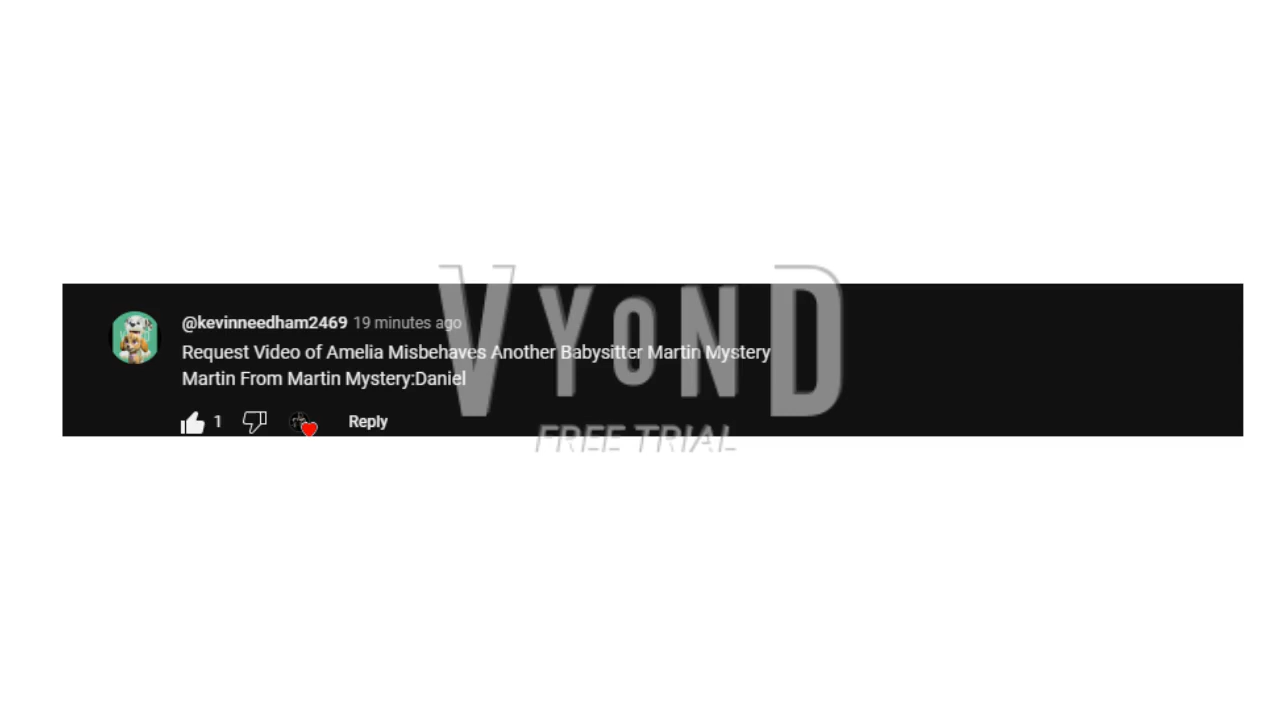 @kevinneedham2469 19 minutes ago
Request Video of Amelia Misbehaves Another Babysitter Martin Mystery
Martin From Martin Mystery:Daniel
1 Reply
VYOND
FREE TRIAL